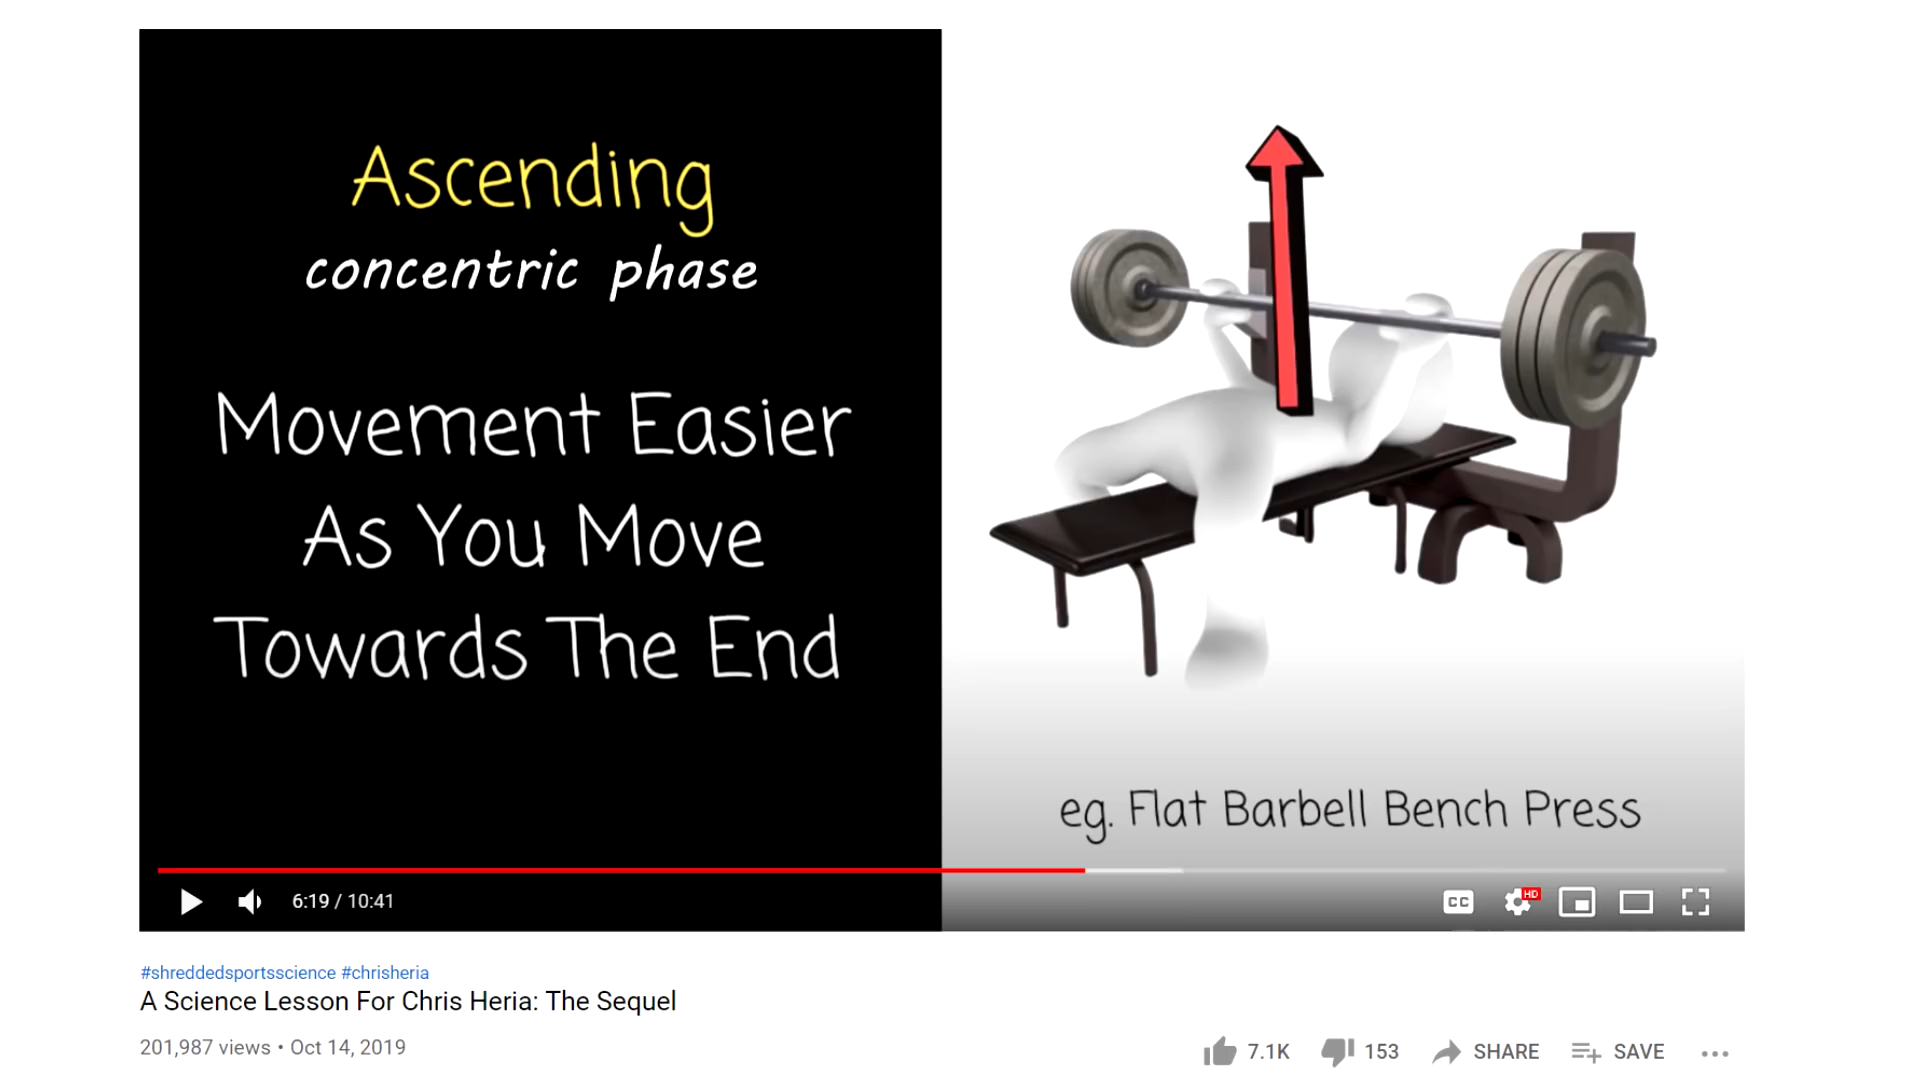 Ascending
concentric phase
Movement Easier
As You Move
Towards The End
eg. Flat Barbell Bench Press
6:19 / 10:41
CC
HD
#shreddedsportsscience #chrisheria
A Science Lesson For Chris Heria: The Sequel
201,987 views • Oct 14, 2019
7.1K
153
SHARE
SAVE